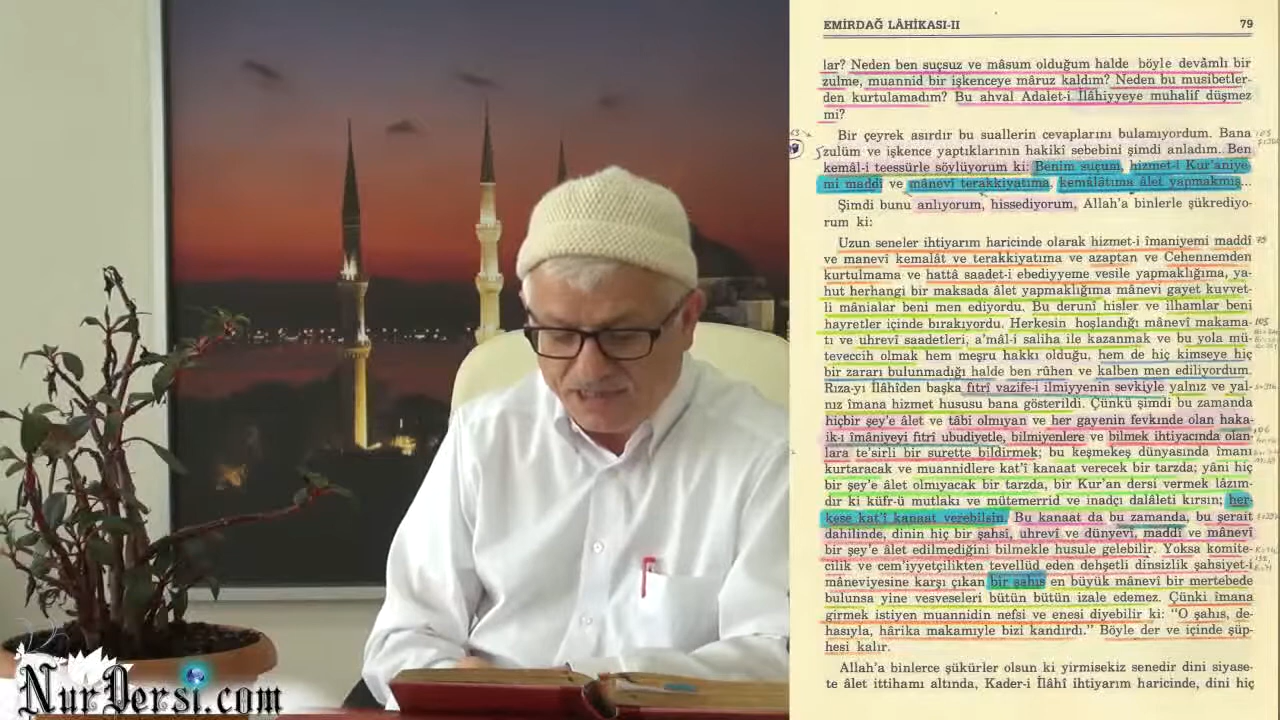 EMİRDAĞ LÂHİKASI-II 79
lar? Neden ben suçsuz ve mâsum olduğum halde böyle devâmlı bir
zulme, muannid bir işkenceye mâruz kaldım? Neden bu musibetler-
den kurtulamadım? Bu ahval Adalet-i İlâhiyyeye muhalif düşmez
mi?
Bir çeyrek asırdır bu suallerin cevaplarını bulamıyordum. Bana
zulüm ve işkence yaptıklarının hakikî sebebini şimdi anladım. Ben
kemâl-i teessürle söylüyorum ki: Benim suçum, hizmet-i Kur'aniye
mi maddî ve mânevî terakkiyatıma, kemâlâtıma âlet yapmakmış...
Şimdi bunu anlıyorum, hissediyorum, Allah'a binlerle şükrediyo-
rum ki:
Uzun seneler ihtiyarım haricinde olarak hizmet-i îmaniyemi maddî
ve manevî kemalât ve terakkiyatıma ve azaptan ve Cehennemden
kurtulmama ve hattâ saadet-i ebediyyeme vesile yapmaklığıma, ya-
hut herhangi bir maksada âlet yapmaklığıma mânevi gayet kuvvet-
li mânialar beni men ediyordu. Bu derunî hisler ve ilhamlar beni
hayretler içinde bırakıyordu. Herkesin hoşlandığı mânevî makama-
tı ve uhrevî saadetleri, a'mâl-i saliha ile kazanmak ve bu yola mü-
teveccih olmak hem meşru hakkı olduğu, hem de hiç kimseye hiç
bir zararı bulunmadığı halde ben rûhen ve kalben men ediliyordum.
Rıza-yı İlâhîden başka fıtrî vazife-i ilmiyyenin sevkiyle yalnız ve yal-
nız îmana hizmet hususu bana gösterildi. Çünkü şimdi bu zamanda
hiçbir şey'e âlet ve tâbi olmıyan ve her gayenin fevkınde olan haka-
ik-ı îmâniyeyi fıtrî ubudiyetle, bilmiyenlere ve bilmek ihtiyacında olan-
lara te'sirli bir surette bildirmek; bu keşmekeş dünyasında îmanı
kurtaracak ve muannidlere kat'î kanaat verecek bir tarzda; yâni hiç
bir şey'e âlet olmıyacak bir tarzda, bir Kur'an dersi vermek lâzım-
dır ki küfr-ü mutlakı ve mütemerrid ve inadçı dalâleti kırsın; her-
kese kat'î kanaat verebilsin. Bu kanaat da bu zamanda, bu şerait
dahilinde, dinin hiç bir şahsî, uhrevî ve dünyevî, maddî ve mânevî
bir şey'e âlet edilmediğini bilmekle husule gelebilir. Yoksa komite-
cilik ve cem'iyyetçilikten tevellüd eden dehşetli dinsizlik şahsiyet-i
mâneviyesine karşı çıkan bir şahıs en büyük mânevî bir mertebede
bulunsa yine vesveseleri bütün bütün izale edemez. Çünki îmana
girmek istiyen muannidin nefsi ve enesi diyebilir ki: "O şahıs, de-
hasıyla, hârika makamiyle bizi kandırdı." Böyle der ve içinde şüp-
hesi kalır.
Allah'a binlerce şükürler olsun ki yirmisekiz senedir dini siyase-
te âlet ittihamı altında, Kader-i İlâhî ihtiyarım haricinde, dini hiç
NurDersi.com